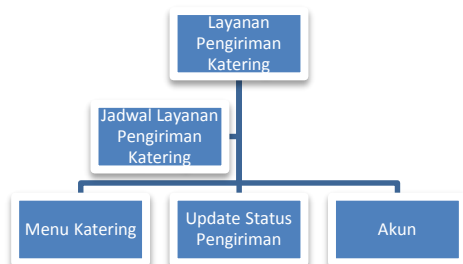 Layanan
Pengiriman
Katering
Jadwal Layanan
Pengiriman
Katering
Menu Katering
Update Status
Pengiriman
Akun